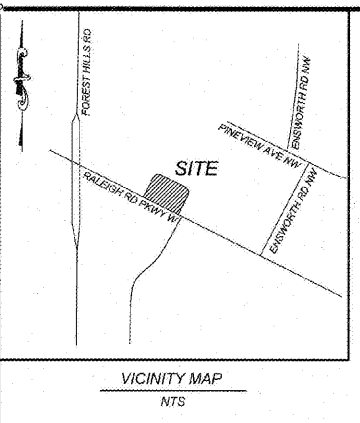 FOREST HILLS RD
ENSWORTH RD NW
PINEVIEW AVE NW
SITE
RALEIGH RD PKWY W
ENSWORTH RD NW
VICINITY MAP
NTS